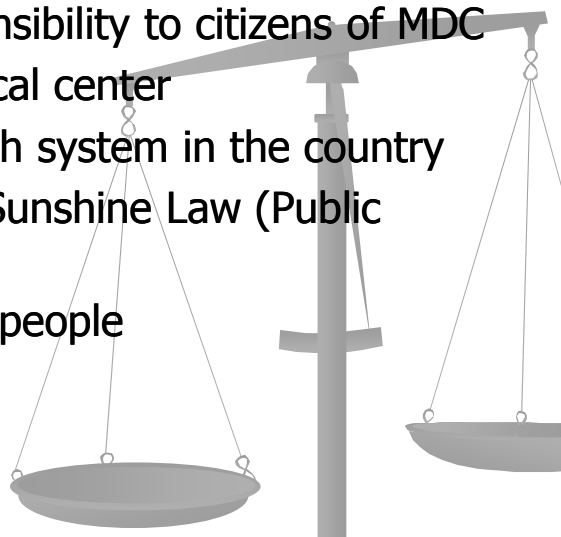 nsibility to citizens of MDC
cal center
h system in the country
Sunshine Law (Public
people